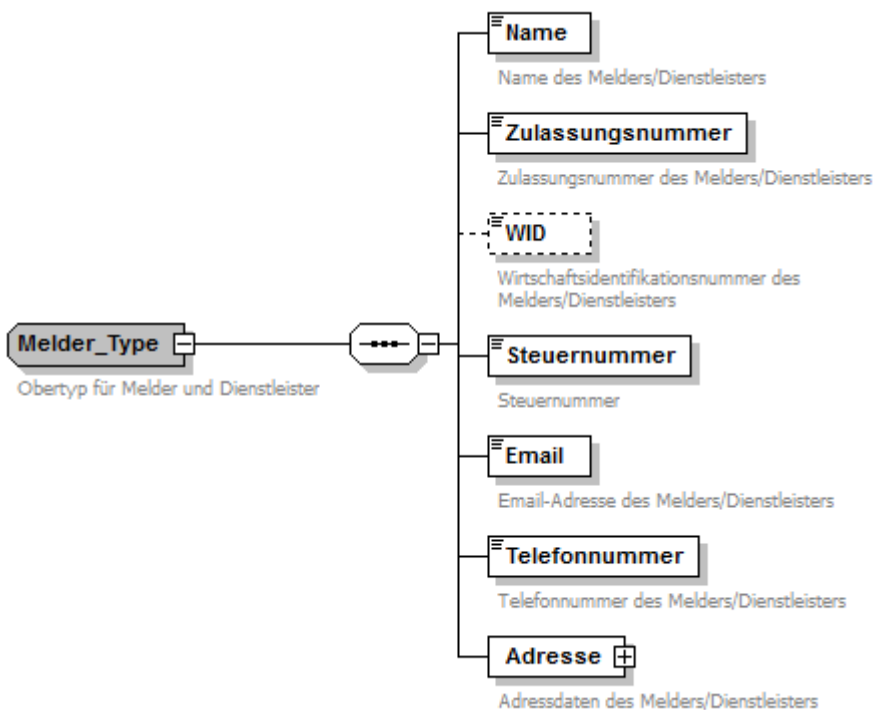 Name
Name des Melders/Dienstleisters
Zulassungsnummer
Zulassungsnummer des Melders/Dienstleisters
WID
Wirtschaftsidentifikationsnummer des
Melders/Dienstleisters
Melder_Type
Obertyp für Melder und Dienstleister
Steuernummer
Steuernummer
Email
Email-Adresse des Melders/Dienstleisters
Telefonnummer
Telefonnummer des Melders/Dienstleisters
Adresse
Adressdaten des Melders/Dienstleisters